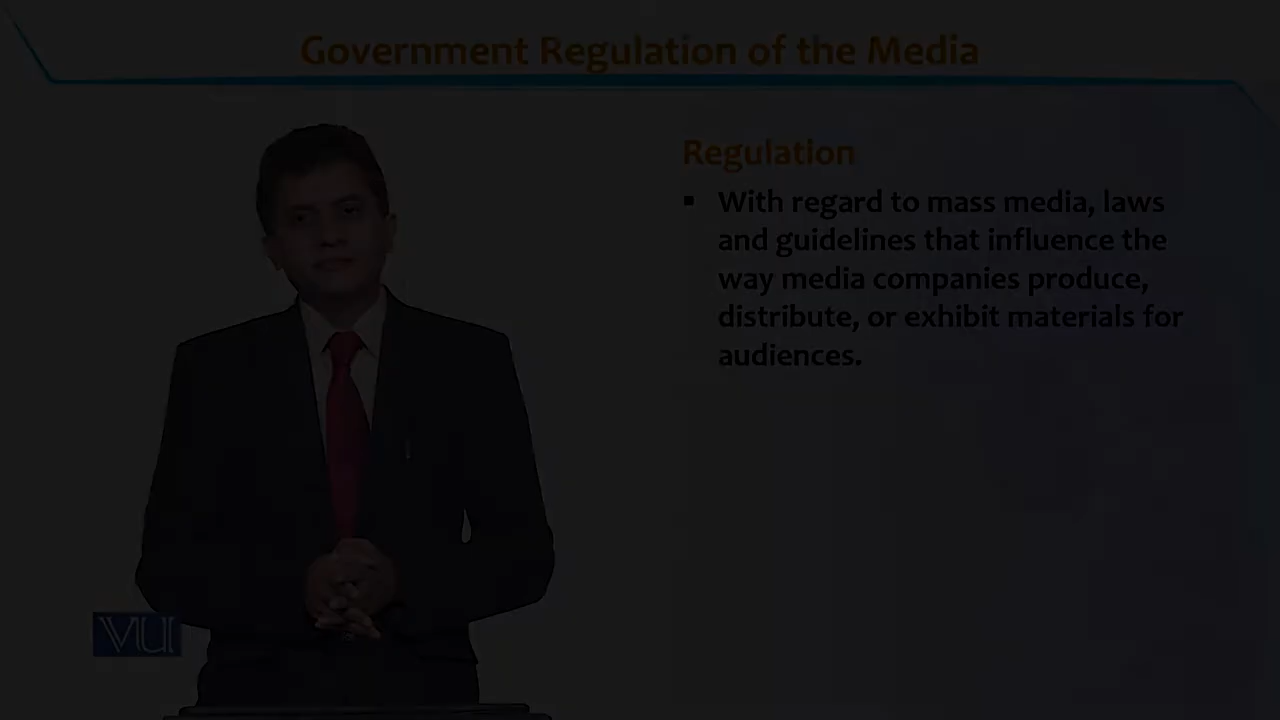 Government Regulation of the Media
Regulation
▪ With regard to mass media, laws
and guidelines that influence the
way media companies produce,
distribute, or exhibit materials for
audiences.
VU